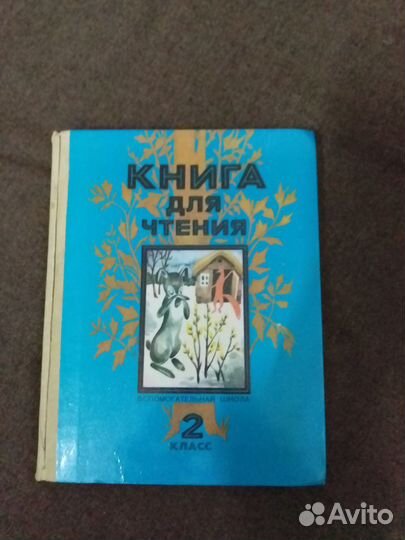 КНИГА
ДЛЯ
ЧТЕНИЯ
ВСПОМОГАТЕЛЬНАЯ ШКОЛА
2
КЛАСС
Avito